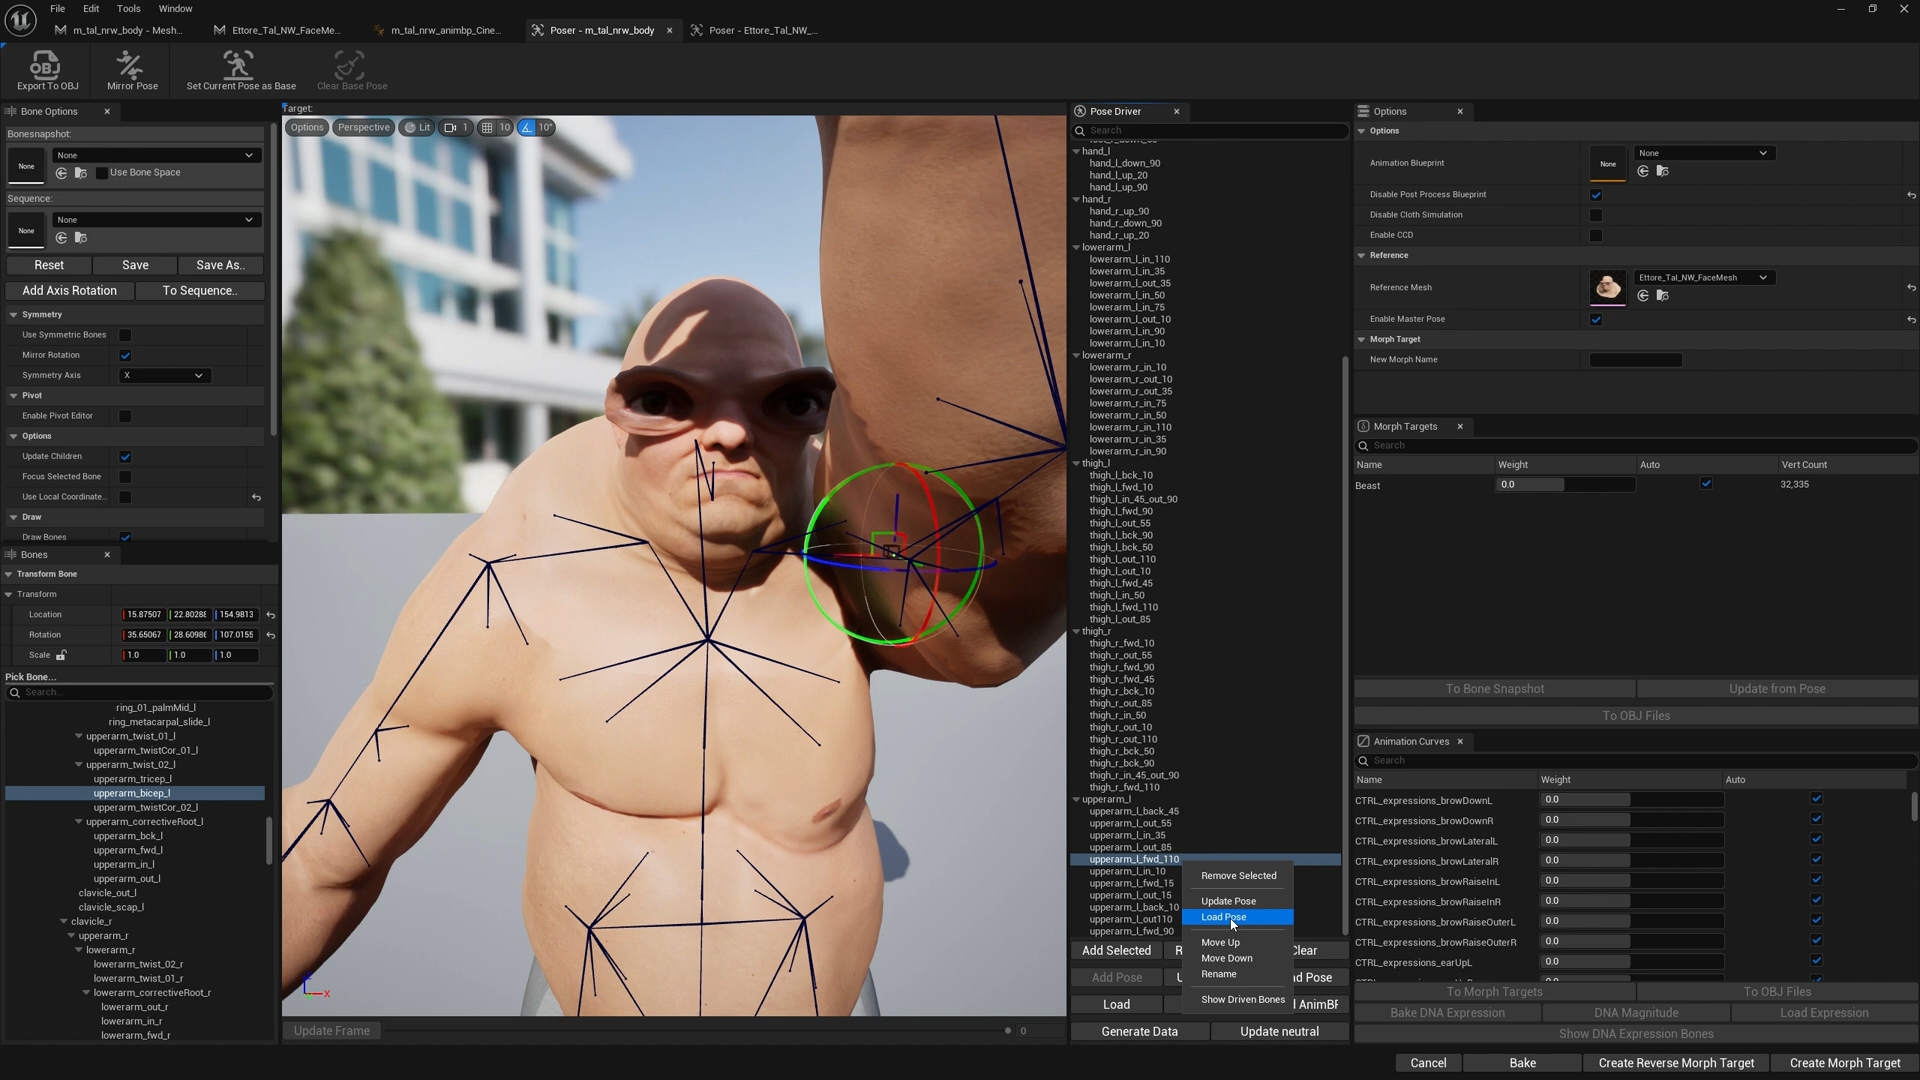 File Edit Tools Window
m_tal_nrw_body - Mesh...
Ettore_Tal_NW_FaceMe...
m_tal_nrw_animbp_Cine...
Poser - m_tal_nrw_body
Poser - Ettore_Tal_NW_...
Export To OBJ
Mirror Pose
Set Current Pose as Base
Clear Base Pose
Bone Options
Bonesnapshot:
None
None
Use Bone Space
Sequence:
None
None
Reset Save Save As..
Add Axis Rotation To Sequence..
Symmetry
Use Symmetric Bones
Mirror Rotation
Symmetry Axis X
Pivot
Enable Pivot Editor
Options
Update Children
Focus Selected Bone
Use Local Coordinate...
Draw
Draw Bones
Bones
Transform Bone
Transform
Location 15.87507 22.80288 154.9813
Rotation 35.65067 28.6098 107.0155
Scale 1.0 1.0 1.0
Pick Bone...
Search...
ring_01_palmMid_l
ring_metacarpal_slide_l
upperarm_twist_01_l
upperarm_twistCor_01_l
upperarm_twist_02_l
upperarm_tricep_l
upperarm_bicep_l
upperarm_twistCor_02_l
upperarm_correctiveRoot_l
upperarm_bck_l
upperarm_fwd_l
upperarm_in_l
upperarm_out_l
clavicle_out_l
clavicle_scap_l
clavicle_r
upperarm_r
lowerarm_r
lowerarm_twist_02_r
lowerarm_twist_01_r
lowerarm_correctiveRoot_r
lowerarm_out_r
lowerarm_in_r
lowerarm_fwd_r
Target:
Options Perspective Lit 1 10 10°
X
Update Frame 0
Pose Driver
Search
hand_l
hand_l_down_90
hand_l_up_20
hand_l_up_90
hand_r
hand_r_up_90
hand_r_down_90
hand_r_up_20
lowerarm_l
lowerarm_l_in_110
lowerarm_l_in_35
lowerarm_l_out_35
lowerarm_l_in_50
lowerarm_l_in_75
lowerarm_l_out_10
lowerarm_l_in_90
lowerarm_l_in_10
lowerarm_r
lowerarm_r_in_10
lowerarm_r_out_10
lowerarm_r_out_35
lowerarm_r_in_75
lowerarm_r_in_50
lowerarm_r_in_110
lowerarm_r_in_35
lowerarm_r_in_90
thigh_l
thigh_l_bck_10
thigh_l_fwd_10
thigh_l_in_45_out_90
thigh_l_fwd_90
thigh_l_out_55
thigh_l_bck_90
thigh_l_bck_50
thigh_l_out_110
thigh_l_out_10
thigh_l_fwd_45
thigh_l_in_50
thigh_l_fwd_110
thigh_l_out_85
thigh_r
thigh_r_fwd_10
thigh_r_out_55
thigh_r_fwd_90
thigh_r_fwd_45
thigh_r_bck_10
thigh_r_out_85
thigh_r_in_50
thigh_r_out_10
thigh_r_out_110
thigh_r_bck_50
thigh_r_bck_90
thigh_r_in_45_out_90
thigh_r_fwd_110
upperarm_l
upperarm_l_back_45
upperarm_l_out_55
upperarm_l_in_35
upperarm_l_out_85
upperarm_l_fwd_110
upperarm_l_in_10
upperarm_l_fwd_15
upperarm_l_out_15
upperarm_l_back_10
upperarm_l_out110
upperarm_l_fwd_90
Remove Selected
Update Pose
Load Pose
Move Up
Move Down
Rename
Show Driven Bones
Add Selected R Clear
Add Pose U d Pose
Load AnimBF
Generate Data Update neutral
Options
Options
Animation Blueprint None None
Disable Post Process Blueprint
Disable Cloth Simulation
Enable CCD
Reference
Reference Mesh Ettore_Tal_NW_FaceMesh
Enable Master Pose
Morph Target
New Morph Name
Morph Targets
Search
Name Weight Auto Vert Count
Beast 0.0 32,335
To Bone Snapshot Update from Pose
To OBJ Files
Animation Curves
Search
Name Weight Auto
CTRL_expressions_browDownL 0.0
CTRL_expressions_browDownR 0.0
CTRL_expressions_browLateralL 0.0
CTRL_expressions_browLateralR 0.0
CTRL_expressions_browRaiseInL 0.0
CTRL_expressions_browRaiseInR 0.0
CTRL_expressions_browRaiseOuterL 0.0
CTRL_expressions_browRaiseOuterR 0.0
CTRL_expressions_earUpL 0.0
To Morph Targets To OBJ Files
Bake DNA Expression DNA Magnitude Load Expression
Show DNA Expression Bones
Cancel Bake Create Reverse Morph Target Create Morph Target